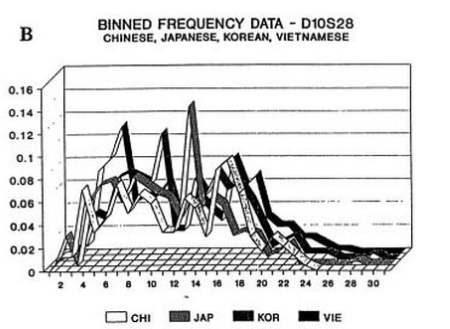 B
BINNED FREQUENCY DATA - D10S28
CHINESE, JAPANESE, KOREAN, VIETNAMESE
0.16
0.14
0.12
0.1
0.08
0.06
0.04
0.02
0
2 4 6 8 10 12 14 16 18 20 22 24 26 28 30
CHI JAP KOR VIE